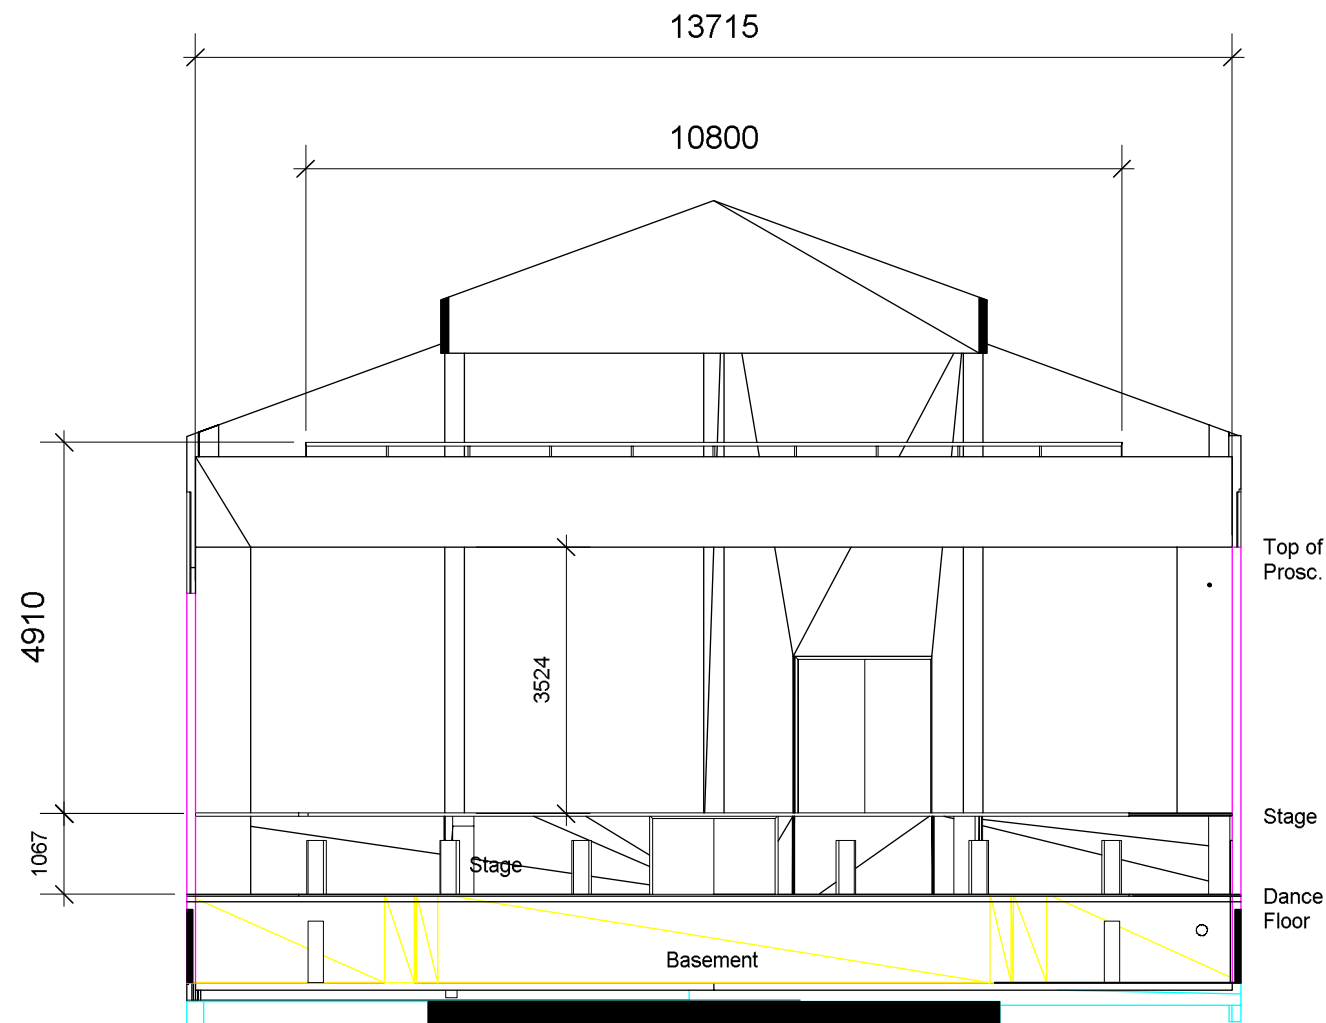 13715
10800
Top of
Prosc.
4910
3524
1067
Stage
Stage
Dance
Floor
Basement